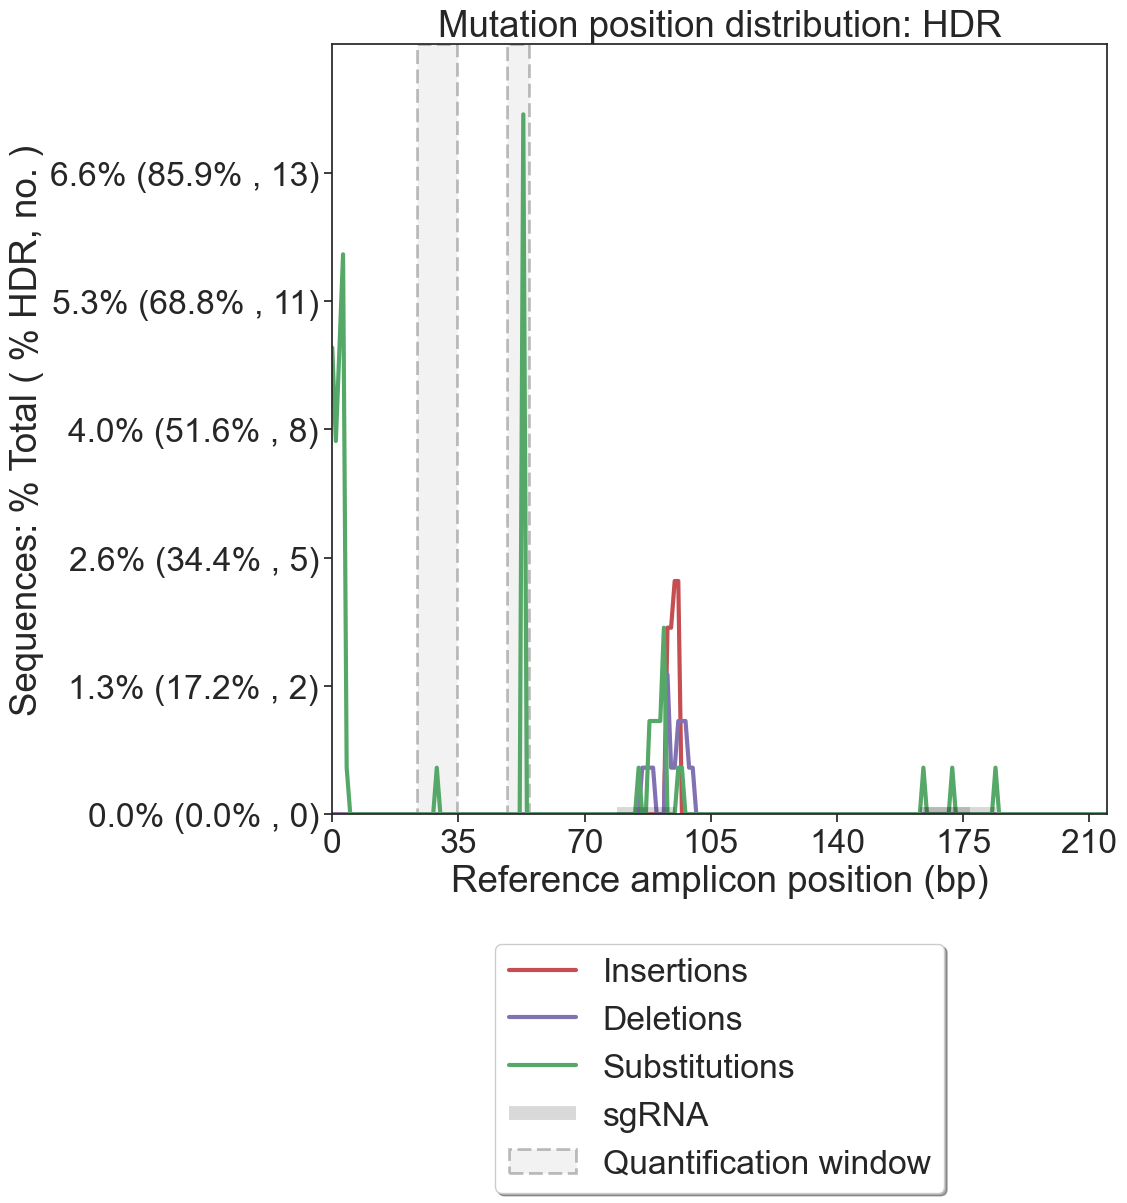 Mutation position distribution: HDR
Sequences: % Total ( % HDR, no. )
6.6% (85.9% , 13)
5.3% (68.8% , 11)
4.0% (51.6% , 8)
2.6% (34.4% , 5)
1.3% (17.2% , 2)
0.0% (0.0% , 0)
0 35 70 105 140 175 210
Reference amplicon position (bp)
Insertions
Deletions
Substitutions
sgRNA
Quantification window